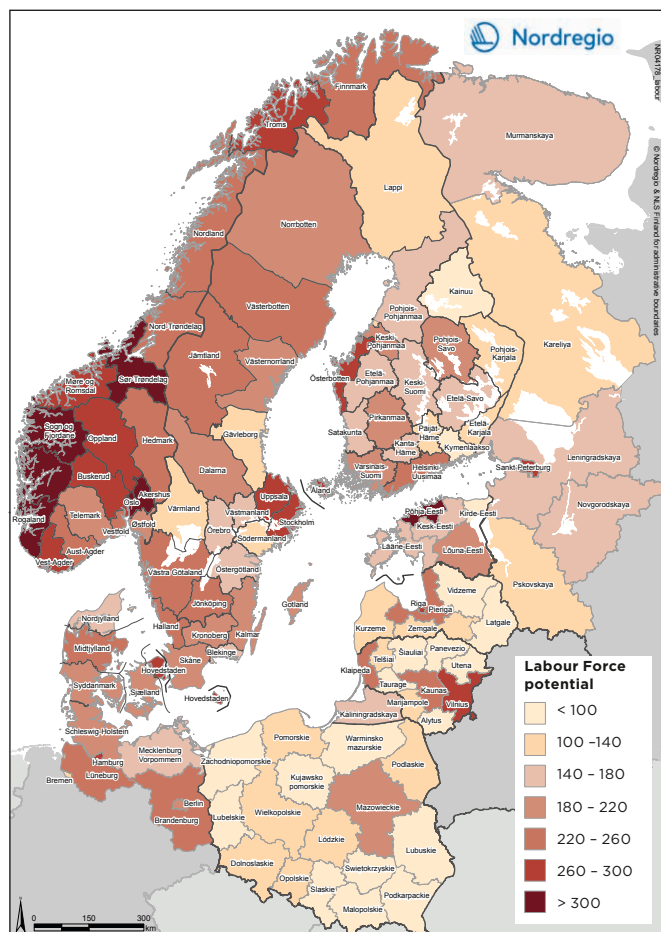 Nordregio
NR04178_labour
© Nordregio & NLS Finland for administrative boundaries
Finnmark
Troms
Murmanskaya
Lappi
Norrbotten
Nordland
Kainuu
Pohjois-
Pohjanmaa
Västerbotten
Kareliya
Nord-Trøndelag
Keski-
Pohjanmaa
Pohjois-
Savo
Pohjois-
Karjala
Jämtland
Västernorrland
Österbotten
Etelä-
Pohjanmaa
Keski-
Suomi
Etelä-Savo
Møre og
Romsdal
Sør-Trøndelag
Sogn og
fjordans
Oppland
Hedmark
Gävleborg
Satakunta
Pirkanmaa
Päijät-
Häme
Etelä-
Karjala
Kymenlaakso
Kanta-
Häme
Varsinais-
Suomi
Helsinki-
Uusimaa
Sankt-Peterburg
Leningradskaya
Dalarna
Buskerud
Åland
Akershus
Oslo
Uppsala
Novgorodskaya
Värmland
Västmanland
Stockholm
Pohja-Eesti
Kirde-Eesti
Rogaland
Telemark
Østfold
Vestfold
Örebro
Södermanland
Kesk-Eesti
Lääne-Eesti
Lõuna-Eesti
Aust-Agder
Vest-Agder
Västra Götaland
Östergötland
Pskovskaya
Jönköping
Gotland
Riga
Pieriga
Vidzeme
Nordjylland
Halland
Kronoberg
Kalmar
Kurzeme
Zemgale
Latgale
Midtjylland
Blekinge
Skåne
Hovedstaden
Telšiai
Šiauliai
Panevezio
Utena
Klaipeda
Taurage
Kaunas
Syddanmark
Sjælland
Hovedstaden
Marijampole
Vilnius
Kaliningradskaya
Alytus
Schleswig-Holstein
Pomorskie
Warminsko
mazurskie
Hamburg
Mecklenburg
Vorpommern
Zachodniopomorskie
Podlaskie
Bremen
Lüneburg
Kujawsko
pomorskie
Mazowieckie
Berlin
Brandenburg
Lubelskie
Wielkopolskie
Lódzkie
Lubuskie
Dolnoslaskie
Opolskie
Swietokrzyskie
Slaskie
Podkarpackie
Malopolskie
Labour Force
potential
< 100
100 –140
140 – 180
180 – 220
220 – 260
260 – 300
> 300
0 150 300
km